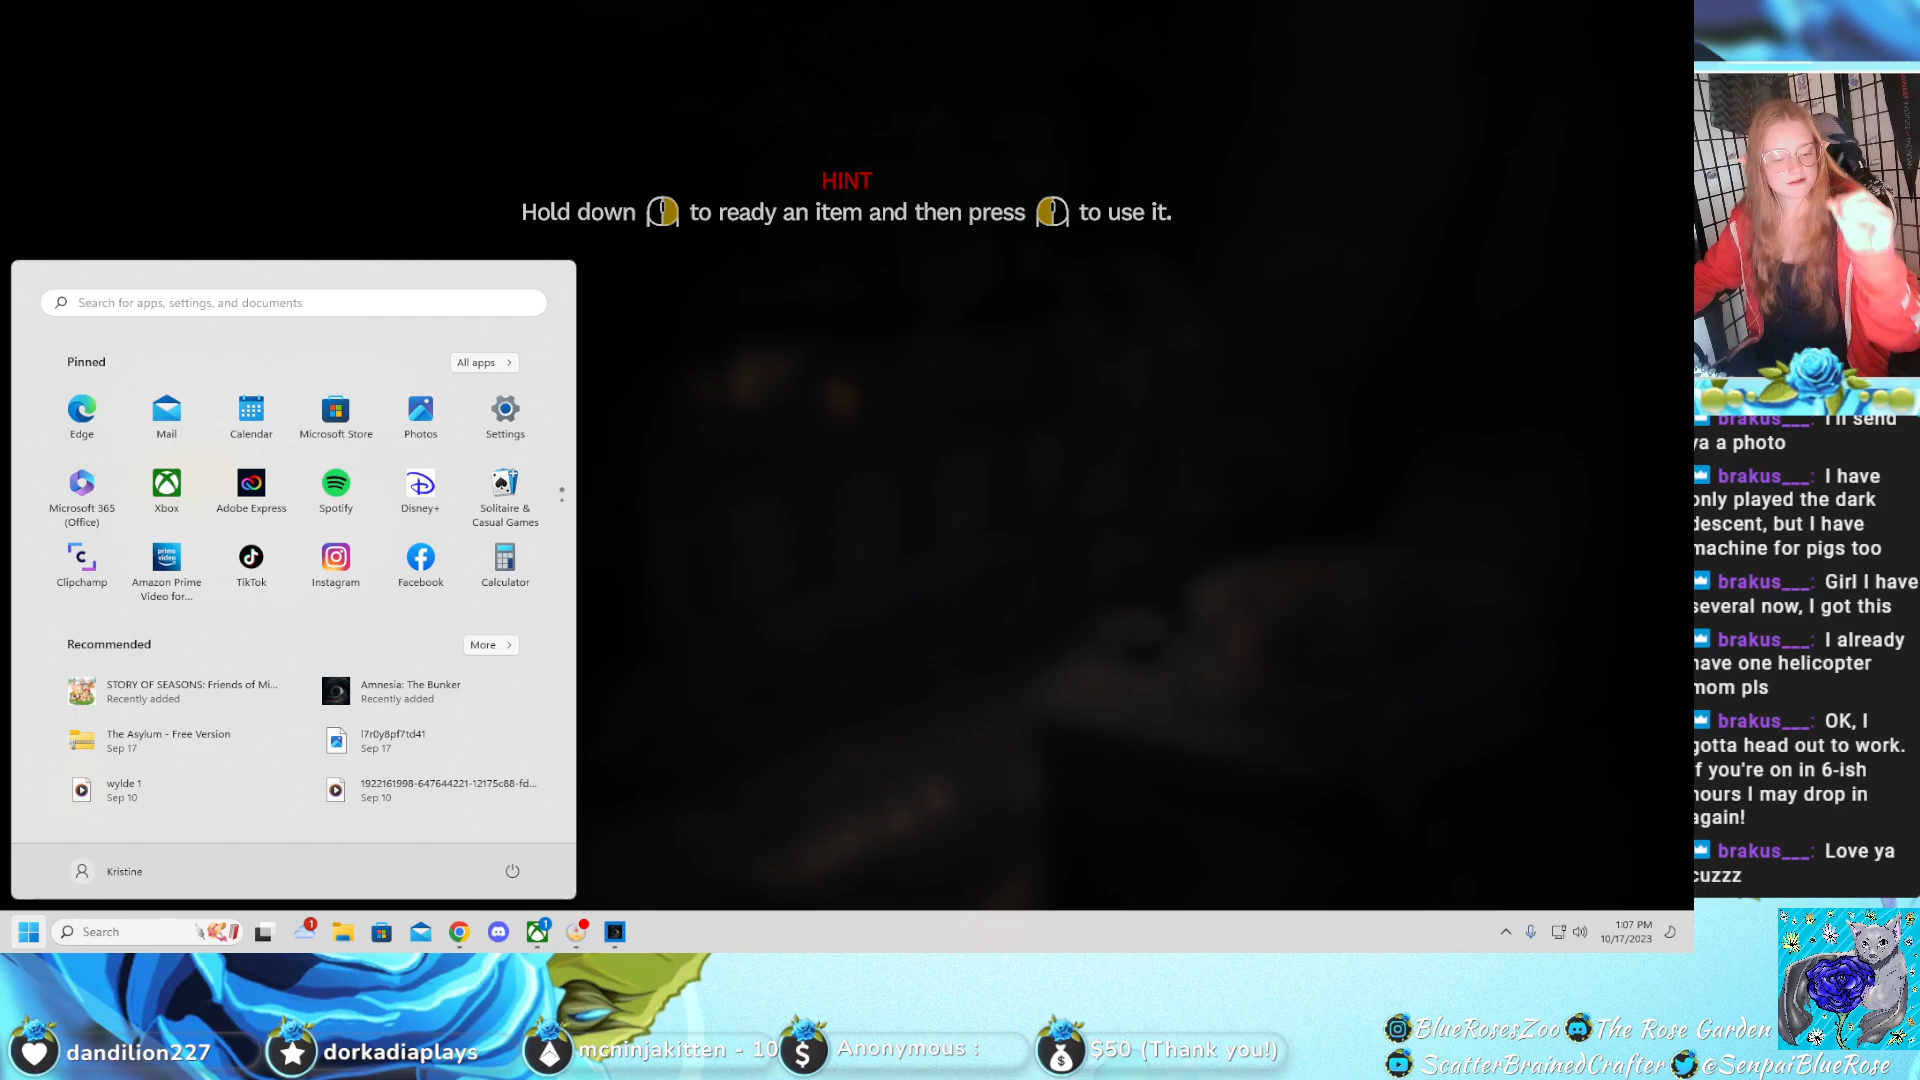 HINT
Hold down to ready an item and then press to use it.
Search for apps, settings, and documents
Pinned
All apps
Edge
Mail
Calendar
Microsoft Store
Photos
Settings
Microsoft 365
(Office)
Xbox
Adobe Express
Spotify
Disney+
Solitaire &
Casual Games
Clipchamp
Amazon Prime
Video for...
TikTok
Instagram
Facebook
Calculator
Recommended
More
STORY OF SEASONS: Friends of Mi...
Recently added
Amnesia: The Bunker
Recently added
The Asylum - Free Version
Sep 17
l7r0y8pf7td41
Sep 17
wylde 1
Sep 10
1922161998-647644221-12175c88-fd...
Sep 10
Kristine
Search
1
1
1:07 PM
10/17/2023
brakus___: I'll send
ya a photo
brakus___: I have
only played the dark
descent, but I have
machine for pigs too
brakus___: Girl I have
several now, I got this
brakus___: I already
have one helicopter
mom pls
brakus___: OK, I
gotta head out to work.
f you're on in 6-ish
hours I may drop in
again!
brakus___: Love ya
cuzzz
dandilion227
dorkadiaplays
mcninjakitten - 10
Anonymous :
$50 (Thank you!)
BlueRosesZoo
The Rose Garden
ScatterBrainedCrafter
@SenpaiBlueRose